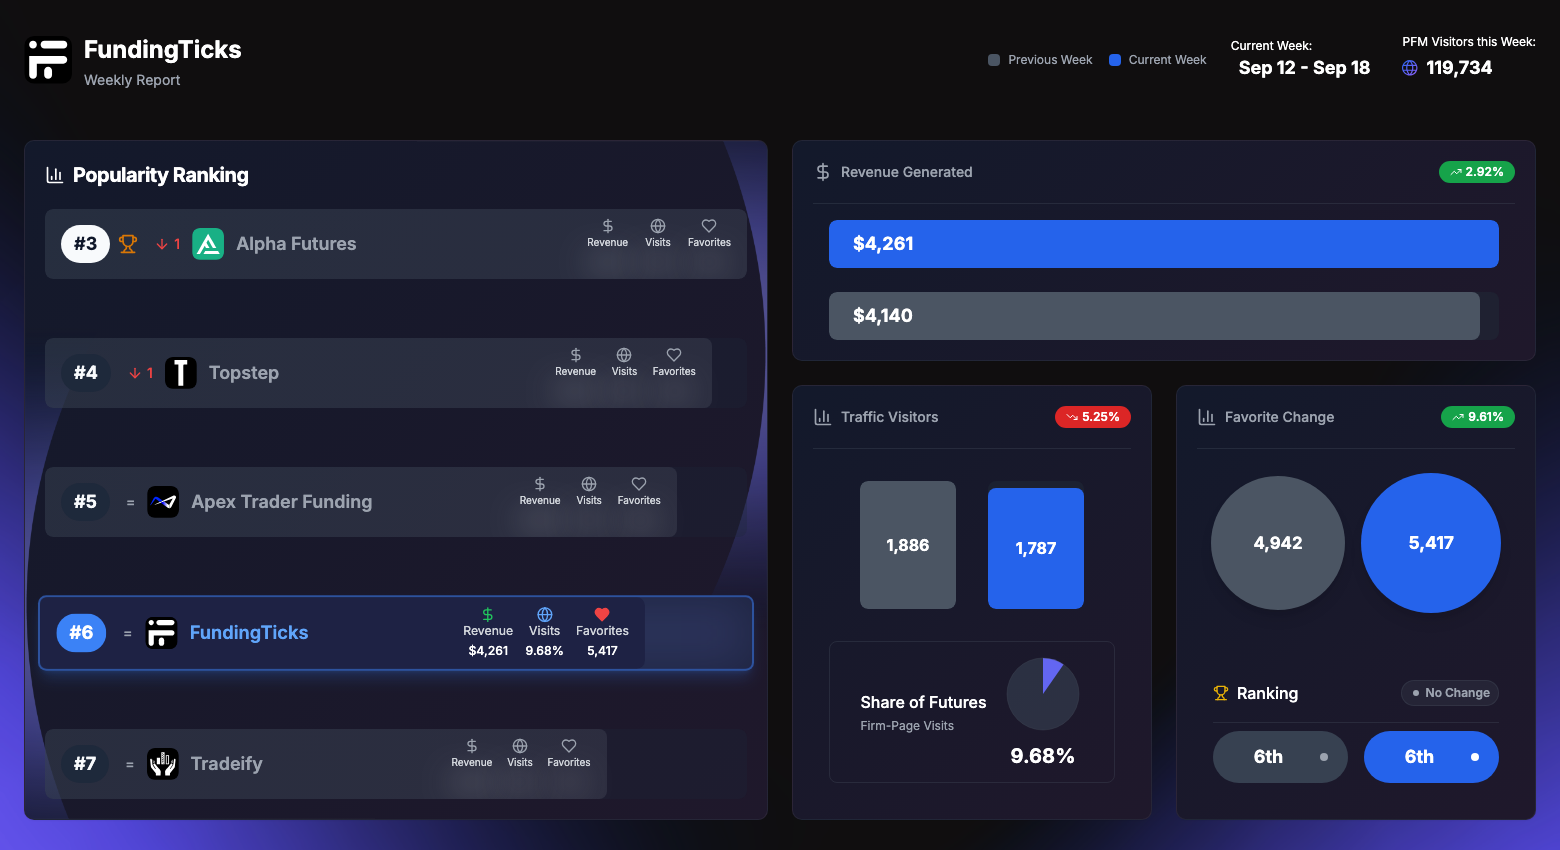 FundingTicks
Weekly Report
Previous Week
Current Week
Current Week:
Sep 12 - Sep 18
PFM Visitors this Week:
119,734
Popularity Ranking
#3
1
Alpha Futures
Revenue
Visits
Favorites
#4
1
Topstep
Revenue
Visits
Favorites
#5
=
Apex Trader Funding
Revenue
Visits
Favorites
#6
=
FundingTicks
Revenue
Visits
Favorites
$4,261
9.68%
5,417
#7
=
Tradeify
Revenue
Visits
Favorites
Revenue Generated
2.92%
$4,261
$4,140
Traffic Visitors
5.25%
1,886
1,787
Share of Futures
Firm-Page Visits
9.68%
Favorite Change
9.61%
4,942
5,417
Ranking
No Change
6th
6th